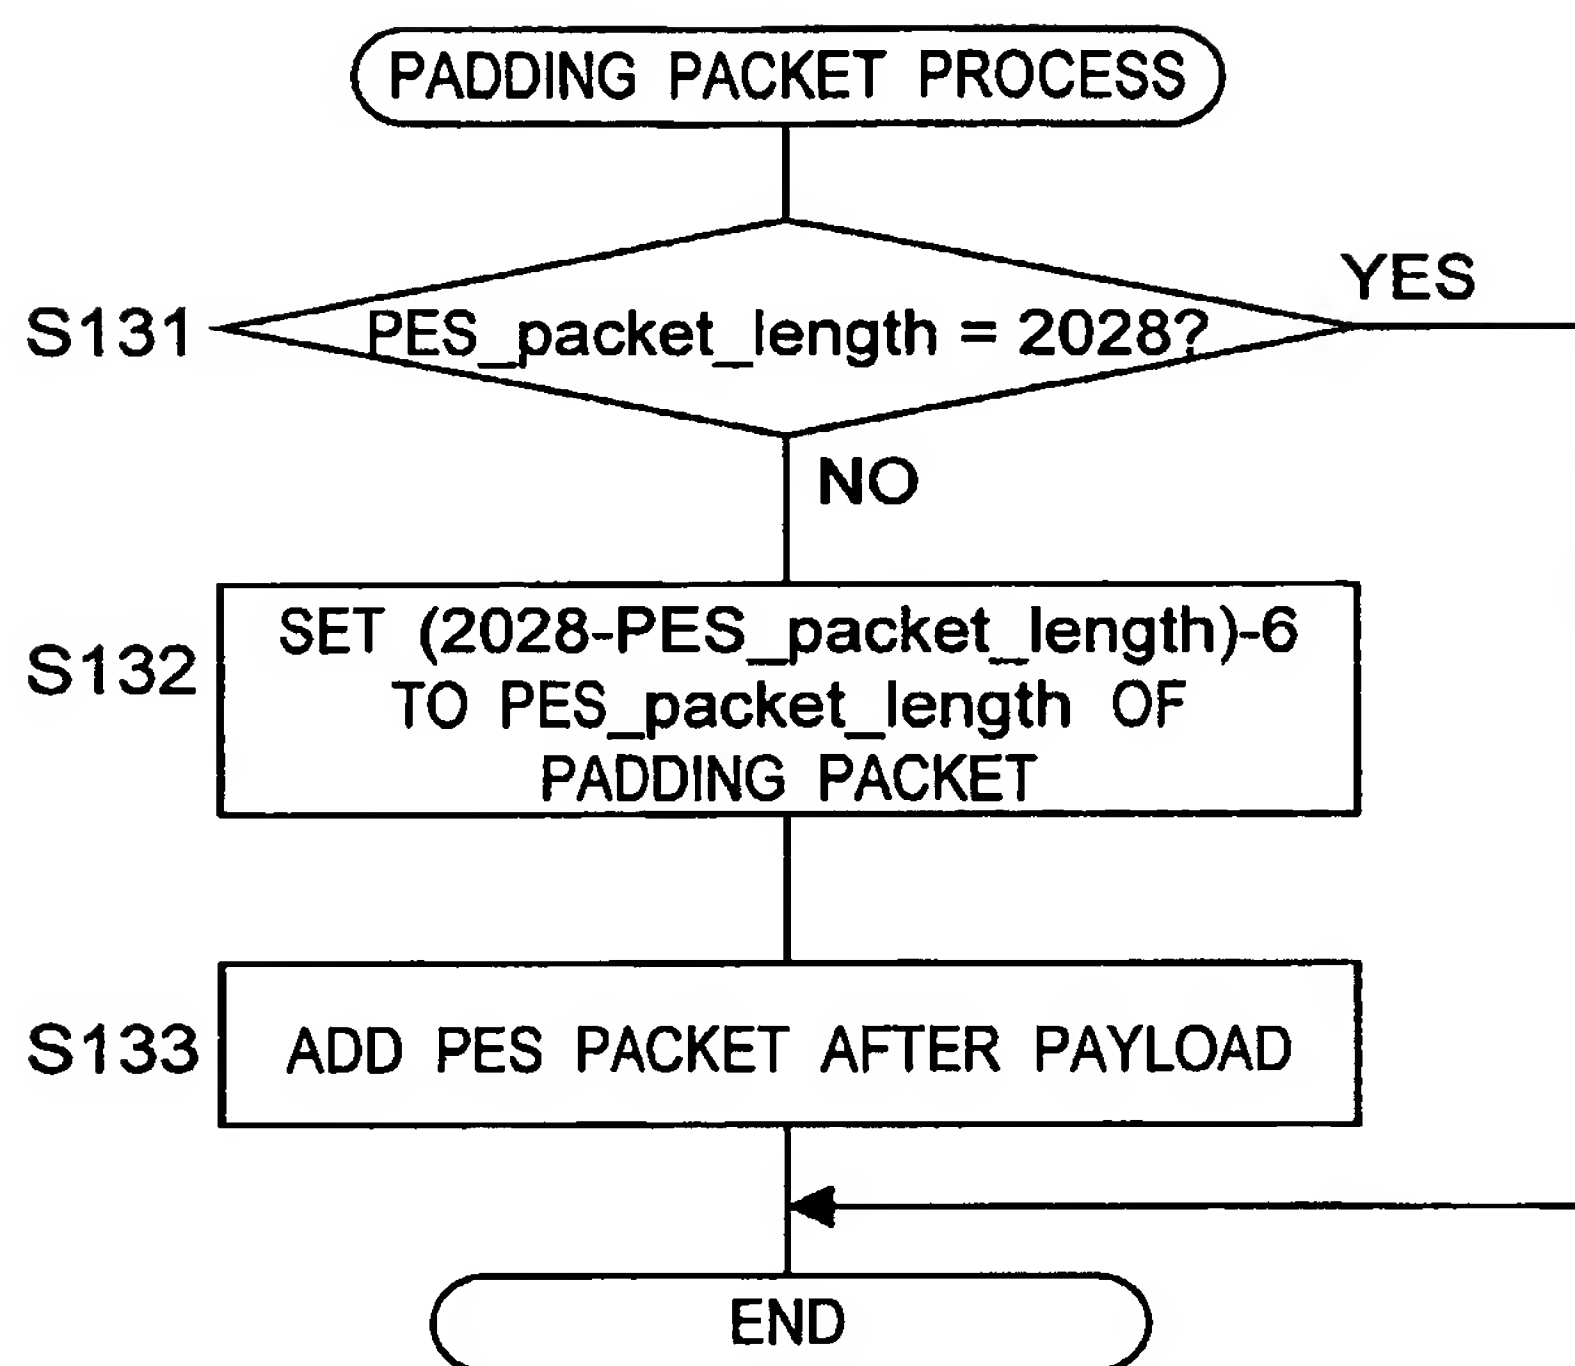 PADDING PACKET PROCESS
YES
S131
PES_packet_length = 2028?
NO
SET (2028-PES_packet_length)-6
S132
TO PES_packet_length OF
PADDING PACKET
S133
ADD PES PACKET AFTER PAYLOAD
END